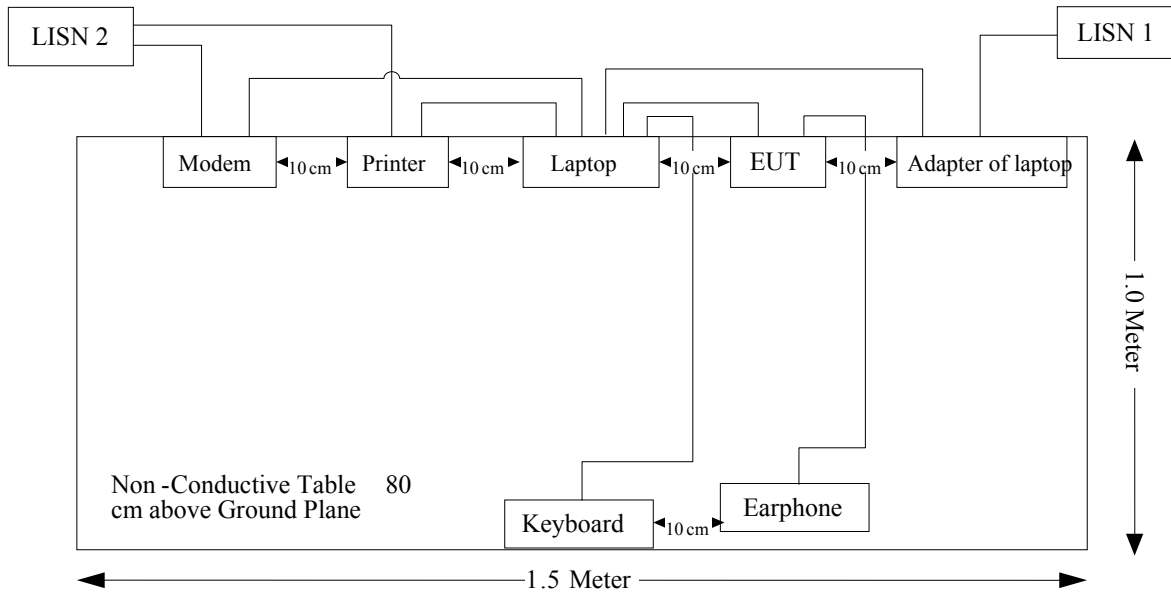 LISN 2
LISN 1
Modem
10 cm
Printer
10 cm
Laptop
10 cm
EUT
10 cm
Adapter of laptop
1.0 Meter
Non -Conductive Table 80
cm above Ground Plane
Keyboard
10 cm
Earphone
1.5 Meter